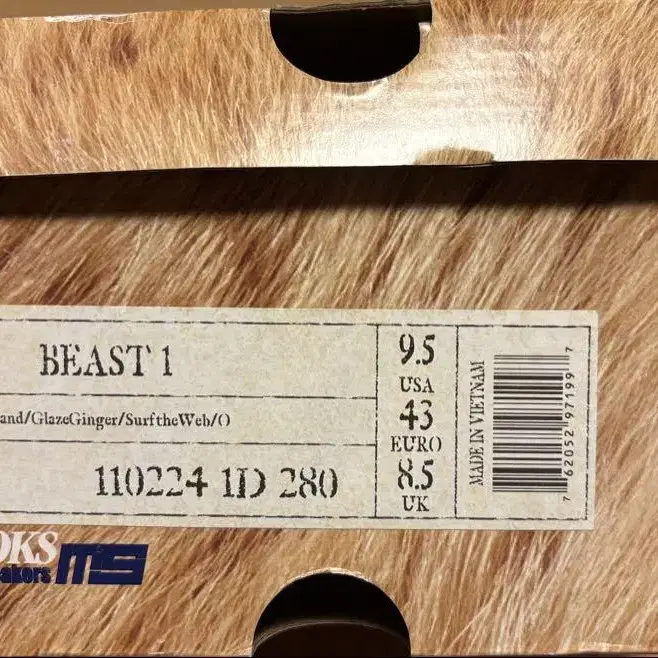 BEAST 1
and/GlazeGinger/SurftheWeb/O
110224 1D 280
9.5
USA
43
EURO
8.5
UK
MADE IN VIETNAM
7 62052 97199 7
OKS
akers